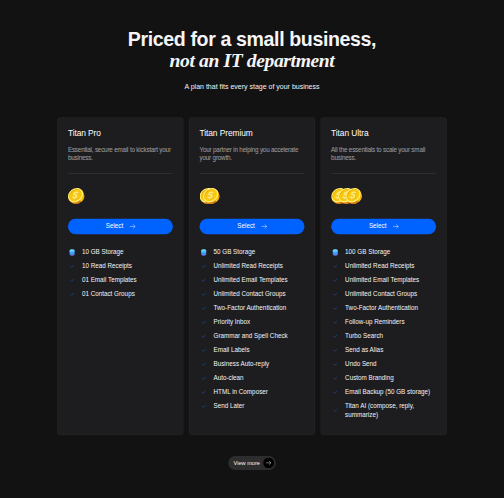 Priced for a small business,
not an IT department
A plan that fits every stage of your business
Titan Pro
Essential, secure email to kickstart your
business.
Select →
10 GB Storage
10 Read Receipts
01 Email Templates
01 Contact Groups
Titan Premium
Your partner in helping you accelerate
your growth.
Select →
50 GB Storage
Unlimited Read Receipts
Unlimited Email Templates
Unlimited Contact Groups
Two-Factor Authentication
Priority Inbox
Grammar and Spell Check
Email Labels
Business Auto-reply
Auto-clean
HTML in Composer
Send Later
Titan Ultra
All the essentials to scale your small
business.
Select →
100 GB Storage
Unlimited Read Receipts
Unlimited Email Templates
Unlimited Contact Groups
Two-Factor Authentication
Follow-up Reminders
Turbo Search
Send as Alias
Undo Send
Custom Branding
Email Backup (50 GB storage)
Titan AI (compose, reply,
summarize)
View more →